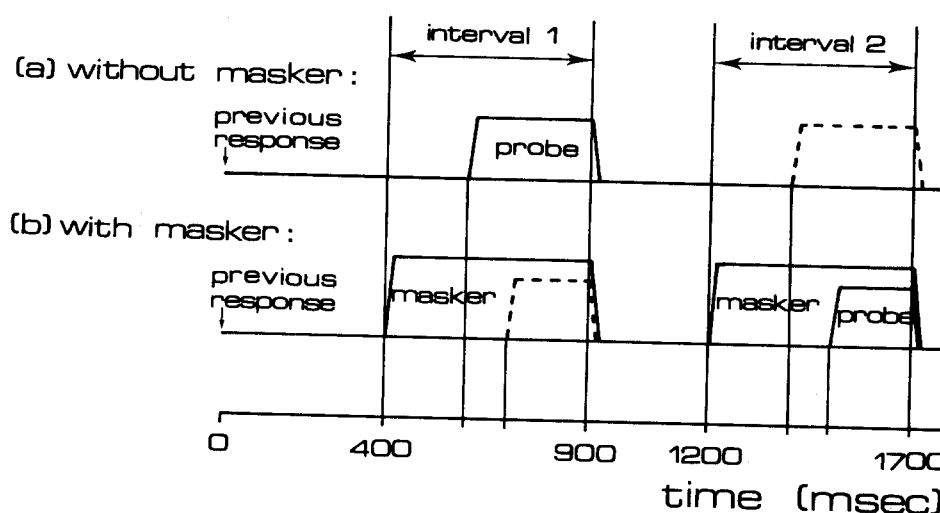 interval 1
interval 2
(a) without masker:
previous
response
probe
(b) with masker:
previous
response
masker
masker
probe
0 400 900 1200 1700
time (msec)